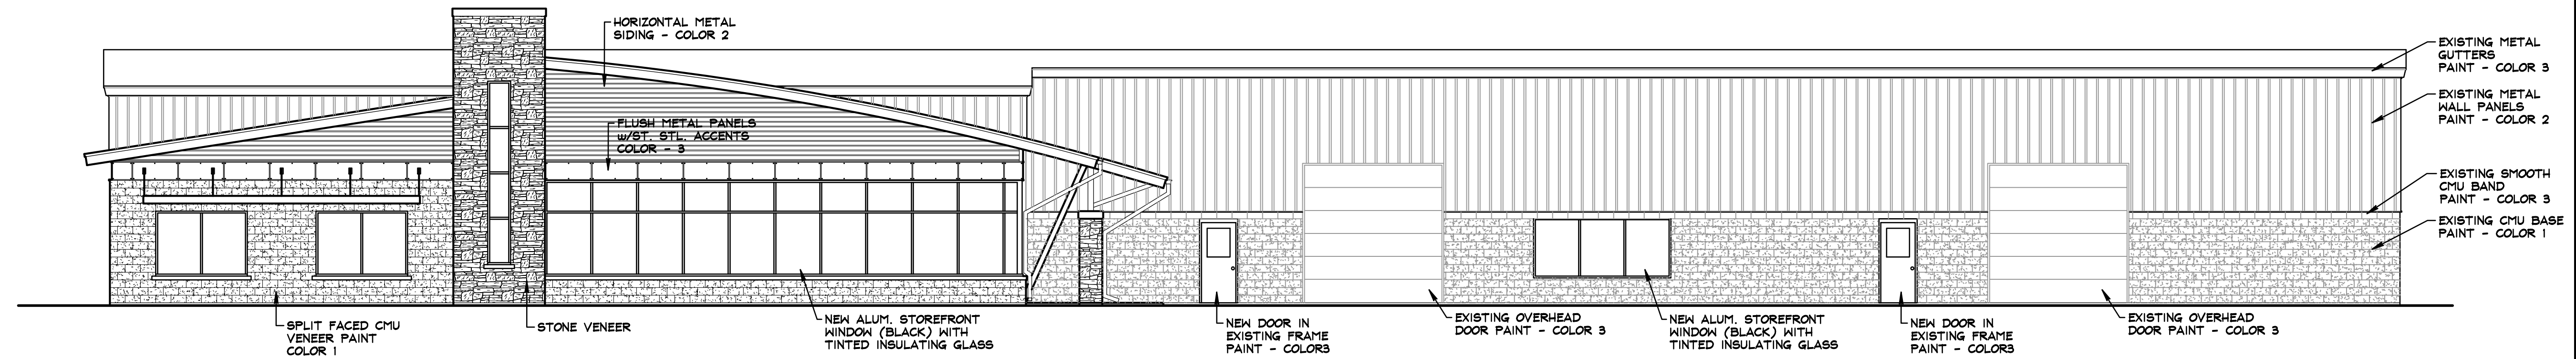 HORIZONTAL METAL
SIDING - COLOR 2
FLUSH METAL PANELS
w/ST. STL. ACCENTS
COLOR - 3
EXISTING METAL
GUTTERS
PAINT - COLOR 3
EXISTING METAL
WALL PANELS
PAINT - COLOR 2
EXISTING SMOOTH
CMU BAND
PAINT - COLOR 3
EXISTING CMU BASE
PAINT - COLOR 1
SPLIT FACED CMU
VENEER PAINT
COLOR 1
STONE VENEER
NEW ALUM. STOREFRONT
WINDOW (BLACK) WITH
TINTED INSULATING GLASS
NEW DOOR IN
EXISTING FRAME
PAINT - COLOR3
EXISTING OVERHEAD
DOOR PAINT - COLOR 3
NEW ALUM. STOREFRONT
WINDOW (BLACK) WITH
TINTED INSULATING GLASS
NEW DOOR IN
EXISTING FRAME
PAINT - COLOR3
EXISTING OVERHEAD
DOOR PAINT - COLOR 3